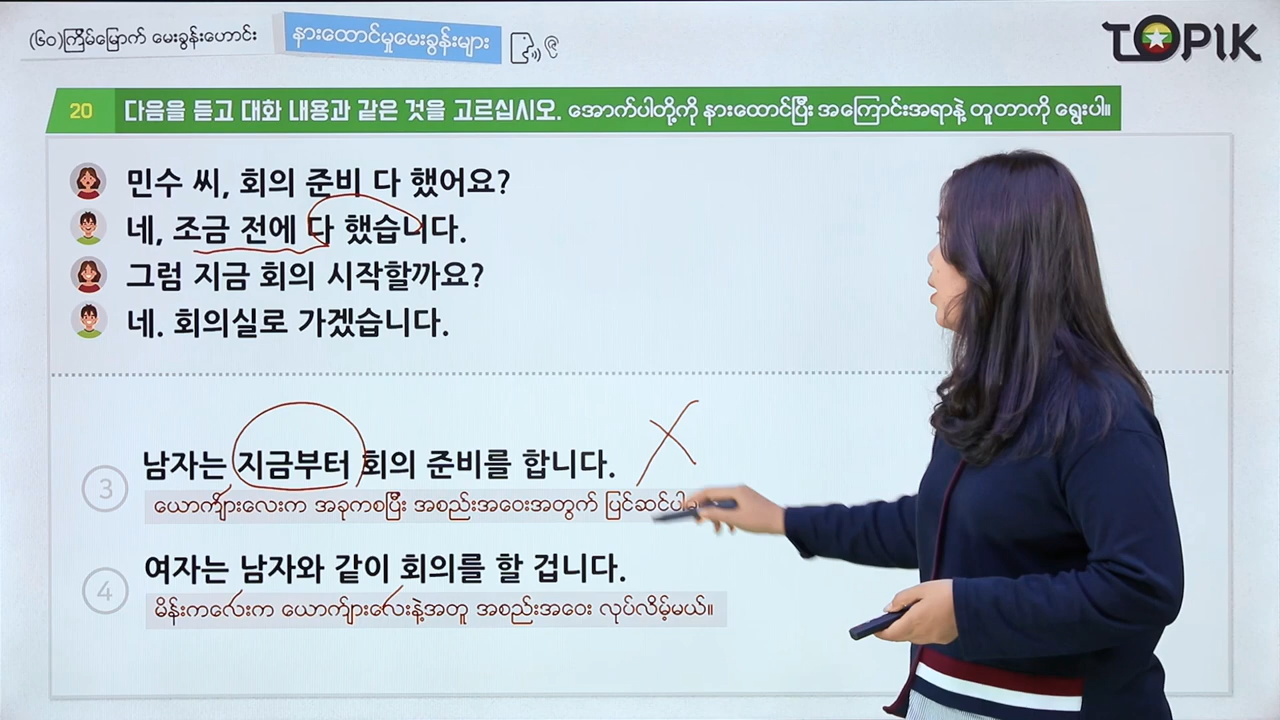 (၆၀)ကြိမ်မြောက် မေးခွန်းဟောင်း
နားထောင်မှုမေးခွန်းများ
TOPIK
20 다음을 듣고 대화 내용과 같은 것을 고르십시오. အောက်ပါတို့ကို နားထောင်ပြီး အကြောင်းအရာနဲ့ တူတာကို ရွေးပါ။
민수 씨, 회의 준비 다 했어요?
네, 조금 전에 다 했습니다.
그럼 지금 회의 시작할까요?
네. 회의실로 가겠습니다.
3 남자는 지금부터 회의 준비를 합니다.
ယောကျ်ားလေးက အခုကစပြီး အစည်းအဝေးအတွက် ပြင်ဆင်ပါ
4 여자는 남자와 같이 회의를 할 겁니다.
မိန်းကလေးက ယောကျ်ားလေးနဲ့အတူ အစည်းအဝေး လုပ်လိမ့်မယ်။